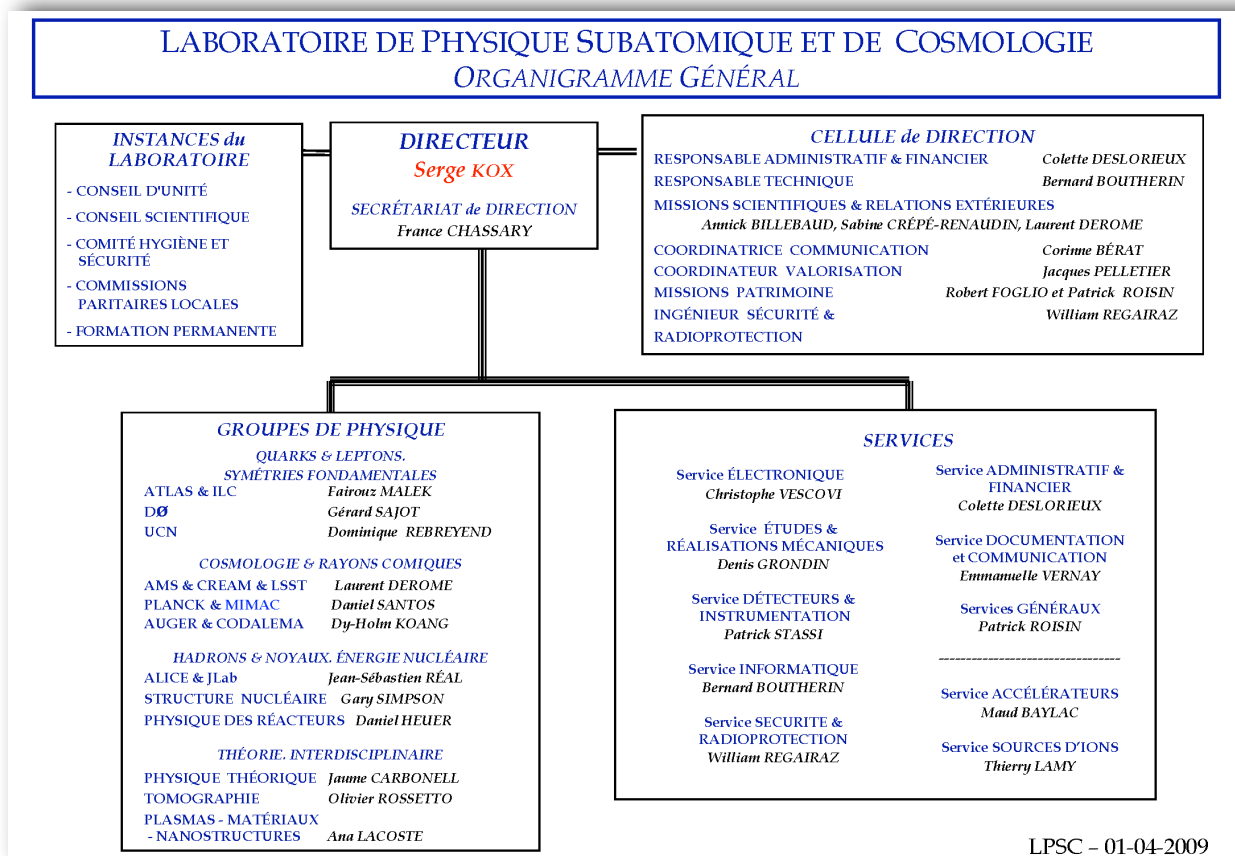 LABORATOIRE DE PHYSIQUE SUBATOMIQUE ET DE COSMOLOGIE
ORGANIGRAMME GÉNÉRAL
INSTANCES du
LABORATOIRE
- CONSEIL D'UNITÉ
- CONSEIL SCIENTIFIQUE
- COMITÉ HYGIÈNE ET
SÉCURITÉ
- COMMISSIONS
PARITAIRES LOCALES
- FORMATION PERMANENTE
DIRECTEUR
Serge KOX
SECRÉTARIAT de DIRECTION
France CHASSARY
CELLULE de DIRECTION
RESPONSABLE ADMINISTRATIF & FINANCIER Colette DESLORIEUX
RESPONSABLE TECHNIQUE Bernard BOUTHERIN
MISSIONS SCIENTIFIQUES & RELATIONS EXTÉRIEURES
Annick BILLEBAUD, Sabine CRÉPÉ-RENAUDIN, Laurent DEROME
COORDINATRICE COMMUNICATION Corinne BÉRAT
COORDINATEUR VALORISATION Jacques PELLETIER
MISSIONS PATRIMOINE Robert FOGLIO et Patrick ROISIN
INGÉNIEUR SÉCURITÉ & William REGAIRAZ
RADIOPROTECTION
GROUPES DE PHYSIQUE
QUARKS & LEPTONS.
SYMÉTRIES FONDAMENTALES
ATLAS & ILC Fairouz MALEK
DØ Gérard SAJOT
UCN Dominique REBREYEND
COSMOLOGIE & RAYONS COMIQUES
AMS & CREAM & LSST Laurent DEROME
PLANCK & MIMAC Daniel SANTOS
AUGER & CODALEMA Dy-Holm KOANG
HADRONS & NOYAUX. ÉNERGIE NUCLÉAIRE
ALICE & JLab Jean-Sébastien RÉAL
STRUCTURE NUCLÉAIRE Gary SIMPSON
PHYSIQUE DES RÉACTEURS Daniel HEUER
THÉORIE. INTERDISCIPLINAIRE
PHYSIQUE THÉORIQUE Jaume CARBONELL
TOMOGRAPHIE Olivier ROSSETTO
PLASMAS - MATÉRIAUX
- NANOSTRUCTURES Ana LACOSTE
SERVICES
Service ÉLECTRONIQUE
Christophe VESCOVI
Service ÉTUDES &
RÉALISATIONS MÉCANIQUES
Denis GRONDIN
Service DÉTECTEURS &
INSTRUMENTATION
Patrick STASSI
Service INFORMATIQUE
Bernard BOUTHERIN
Service SECURITE &
RADIOPROTECTION
William REGAIRAZ
Service ADMINISTRATIF &
FINANCIER
Colette DESLORIEUX
Service DOCUMENTATION
et COMMUNICATION
Emmanuelle VERNAY
Services GÉNÉRAUX
Patrick ROISIN
---------------------------------
Service ACCÉLÉRATEURS
Maud BAYLAC
Service SOURCES D'IONS
Thierry LAMY
LPSC – 01-04-2009